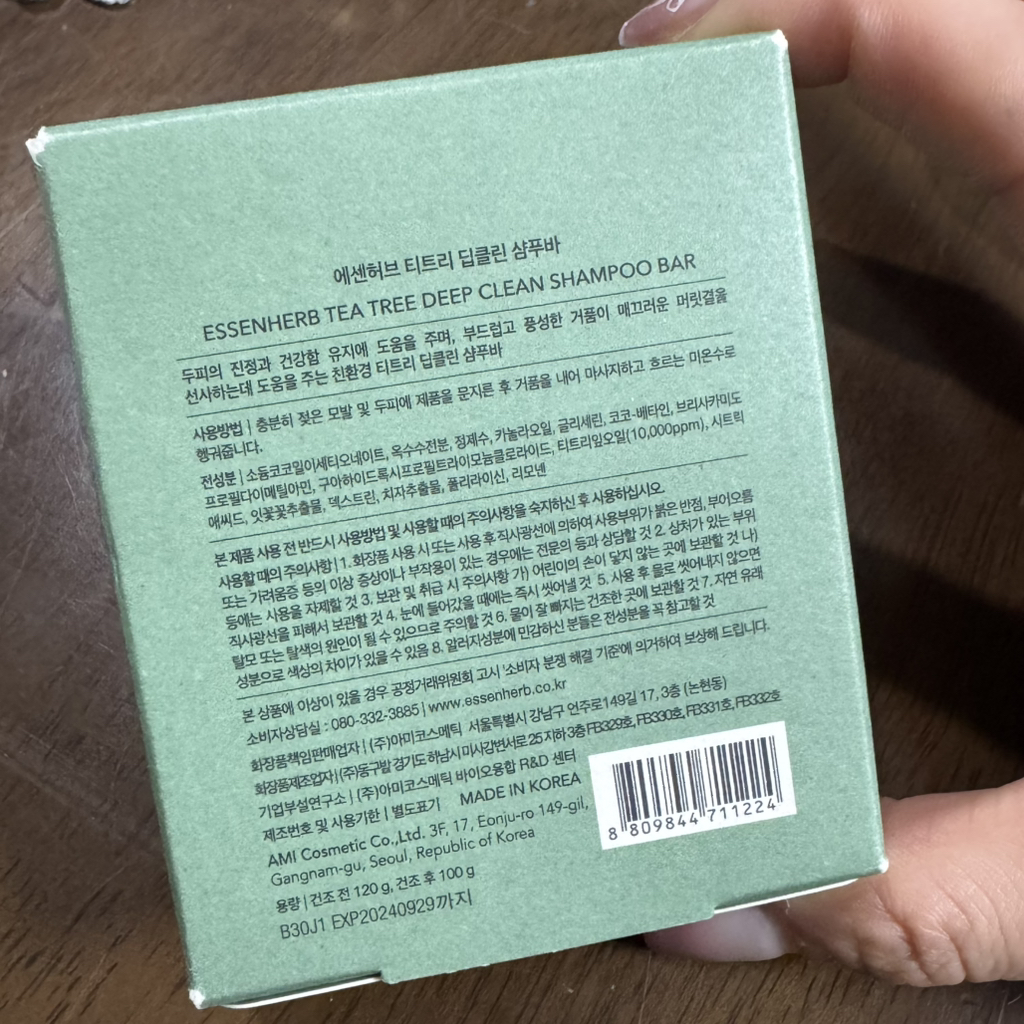 에센허브 티트리 딥클린 샴푸바
ESSENHERB TEA TREE DEEP CLEAN SHAMPOO BAR
두피의 진정과 건강함 유지에 도움을 주며, 부드럽고 풍성한 거품이 매끄러운 머릿결을
선사하는데 도움을 주는 친환경 티트리 딥클린 샴푸바
사용방법 | 충분히 젖은 모발 및 두피에 제품을 문지른 후 거품을 내어 마사지하고 흐르는 미온수로
헹궈줍니다.
전성분 | 소듐코코일이세티오네이트, 옥수수전분, 정제수, 카놀라오일, 글리세린, 코코-베타인, 브리사카미도
프로필다이메틸아민, 구아하이드록시프로필트라이모늄클로라이드, 티트리잎오일(10,000ppm), 시트릭
애씨드, 잇꽃꽃추출물, 덱스트린, 치자추출물, 폴리라이신, 리모넨
본 제품 사용 전 반드시 사용방법 및 사용할 때의 주의사항을 숙지하신 후 사용하십시오.
사용할 때의 주의사항 | 1. 화장품 사용 시 또는 사용 후 직사광선에 의하여 사용부위가 붉은 반점, 부어오름
또는 가려움증 등의 이상 증상이나 부작용이 있는 경우에는 전문의 등과 상담할 것 2. 상처가 있는 부위
등에는 사용을 자제할 것 3. 보관 및 취급 시 주의사항 가) 어린이의 손이 닿지 않는 곳에 보관할 것 나)
직사광선을 피해서 보관할 것 4. 눈에 들어갔을 때에는 즉시 씻어낼 것 5. 사용 후 물로 씻어내지 않으면
탈모 또는 탈색의 원인이 될 수 있으므로 주의할 것 6. 물이 잘 빠지는 건조한 곳에 보관할 것 7. 자연 유래
성분으로 색상의 차이가 있을 수 있음 8. 알러지성분에 민감하신 분들은 전성분을 꼭 참고할 것
본 상품에 이상이 있을 경우 공정거래위원회 고시 '소비자 분쟁 해결 기준'에 의거하여 보상해 드립니다.
소비자상담실 : 080-332-3885 | www.essenherb.co.kr
화장품책임판매업자 | (주)아미코스메틱 서울특별시 강남구 언주로149길 17, 3층 (논현동)
화장품제조업자 | (주)동구밭 경기도 하남시 미사강변서로 25 지하 3층 FB329호, FB330호, FB331호, FB332호
기업부설연구소 | (주)아미코스메틱 바이오융합 R&D 센터
제조번호 및 사용기한 | 별도표기 MADE IN KOREA
AMI Cosmetic Co.,Ltd. 3F, 17, Eonju-ro 149-gil,
Gangnam-gu, Seoul, Republic of Korea
용량 | 건조 전 120 g, 건조 후 100 g
B30J1 EXP20240929까지
8 809844 711224